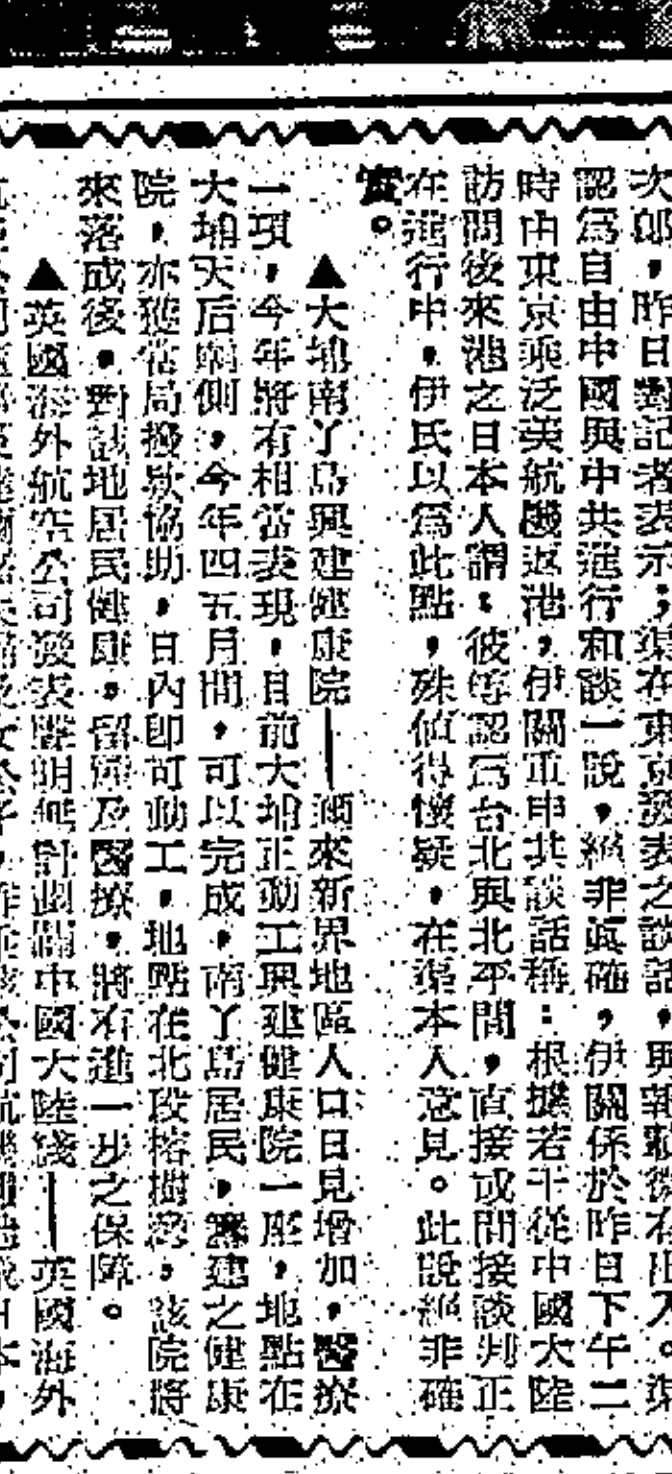 次郎，昨日對記者表示；渠在東京發表之談話，與報載微有出入。渠
認爲自由中國與中共進行和談一說，絕非眞確，伊關係於昨日下午二
時由東京乘泛美航機返港，伊關重申其談話稱：根據若干從中國大陸
訪問後來港之日本人謂：彼等認爲台北與北平間，直接或間接談判正
在進行中，伊氏以爲此點，殊値得懷疑，在渠本人意見。此說絕非確
實。
▲大埔南丫島興建健康院——頃來新界地區人口日見增加，醫療
一項，今年將有相當表現，目前大埔正動工興建健康院一座，地點在
大埔天后廟側，今年四五月間，可以完成，南丫島居民，籌建之健康
院，亦獲當局撥欵協助，日內卽可動工，地點在北段榕樹灣，該院將
來落成後，對該地居民健康，留產及醫療，將有進一步之保障。
▲英國海外航空公司發表聲明無計劃闢中國大陸綫——英國海外